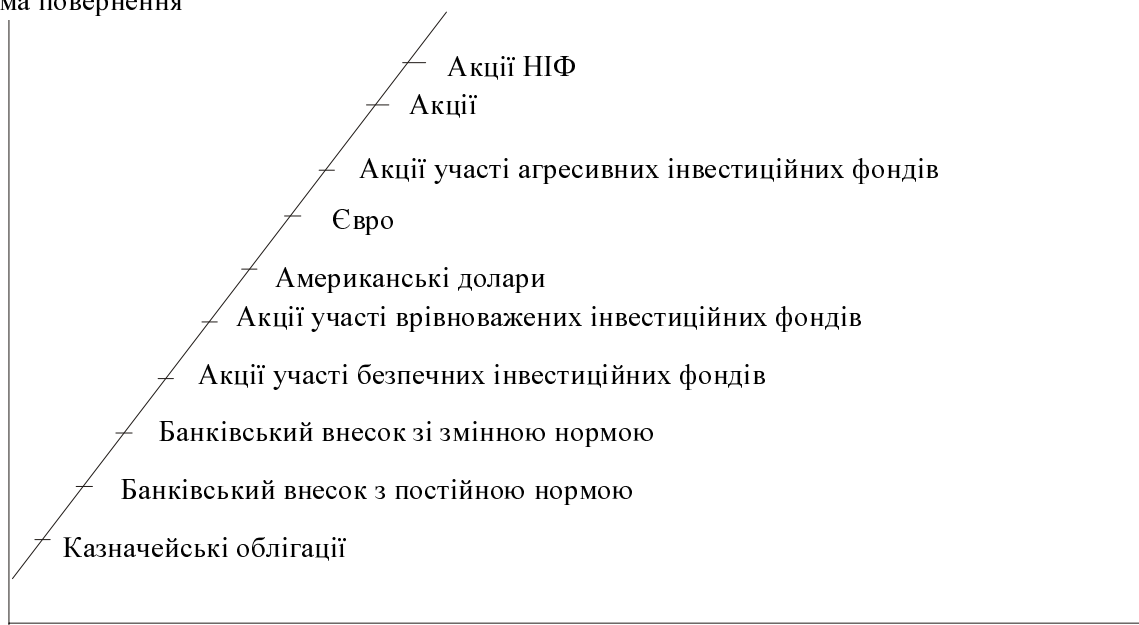 ма повернення
Акції НІФ
Акції
Акції участі агресивних інвестиційних фондів
Євро
Американські долари
Акції участі врівноважених інвестиційних фондів
Акції участі безпечних інвестиційних фондів
Банківський внесок зі змінною нормою
Банківський внесок з постійною нормою
Казначейські облігації